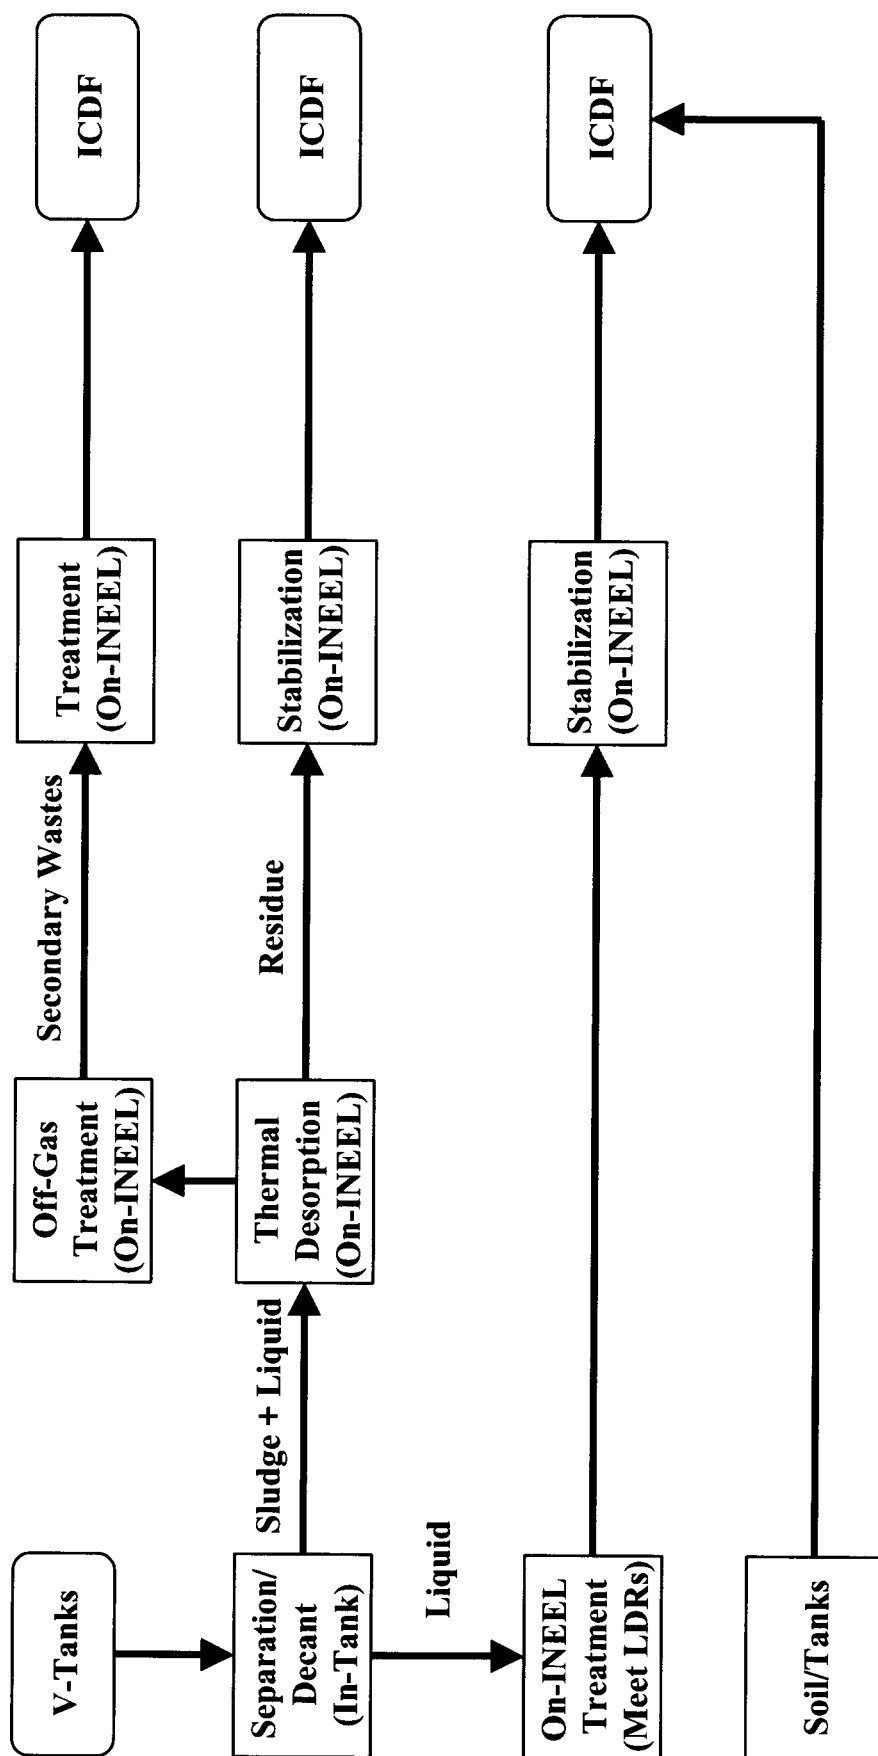 V-Tanks
Separation/
Decant
(In-Tank)
Liquid
On-INEEL
Treatment
(Meet LDRs)
Soil/Tanks
Sludge + Liquid
Off-Gas
Treatment
(On-INEEL)
Thermal
Desorption
(On-INEEL)
Secondary Wastes
Residue
Treatment
(On-INEEL)
Stabilization
(On-INEEL)
Stabilization
(On-INEEL)
ICDF
ICDF
ICDF